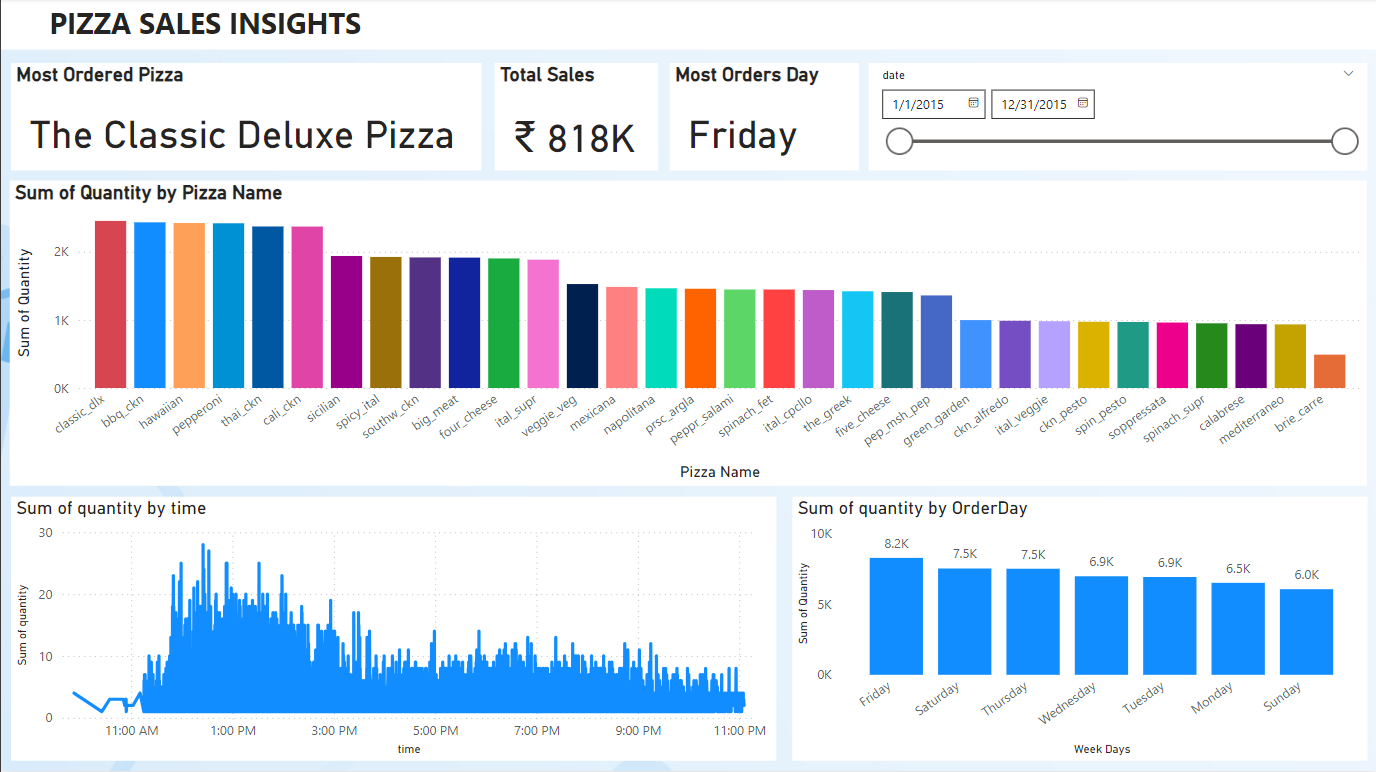 PIZZA SALES INSIGHTS
Most Ordered Pizza
The Classic Deluxe Pizza
Total Sales
₹ 818K
Most Orders Day
Friday
date
1/1/2015
12/31/2015
Sum of Quantity by Pizza Name
Sum of Quantity
2K
1K
0K
classic_dlx
bbq_ckn
hawaiian
pepperoni
thai_ckn
cali_ckn
sicilian
spicy_ital
southw_ckn
big_meat
four_cheese
ital_supr
veggie_veg
mexicana
napolitana
prsc_argla
peppr_salami
spinach_fet
ital_cpcllo
the_greek
five_cheese
pep_msh_pep
green_garden
ckn_alfredo
ital_veggie
ckn_pesto
spin_pesto
soppressata
spinach_supr
calabrese
mediterraneo
brie_carre
Pizza Name
Sum of quantity by time
Sum of quantity
30
20
10
0
11:00 AM
1:00 PM
3:00 PM
5:00 PM
7:00 PM
9:00 PM
11:00 PM
time
Sum of quantity by OrderDay
Sum of Quantity
10K
5K
0K
8.2K
7.5K
7.5K
6.9K
6.9K
6.5K
6.0K
Friday
Saturday
Thursday
Wednesday
Tuesday
Monday
Sunday
Week Days